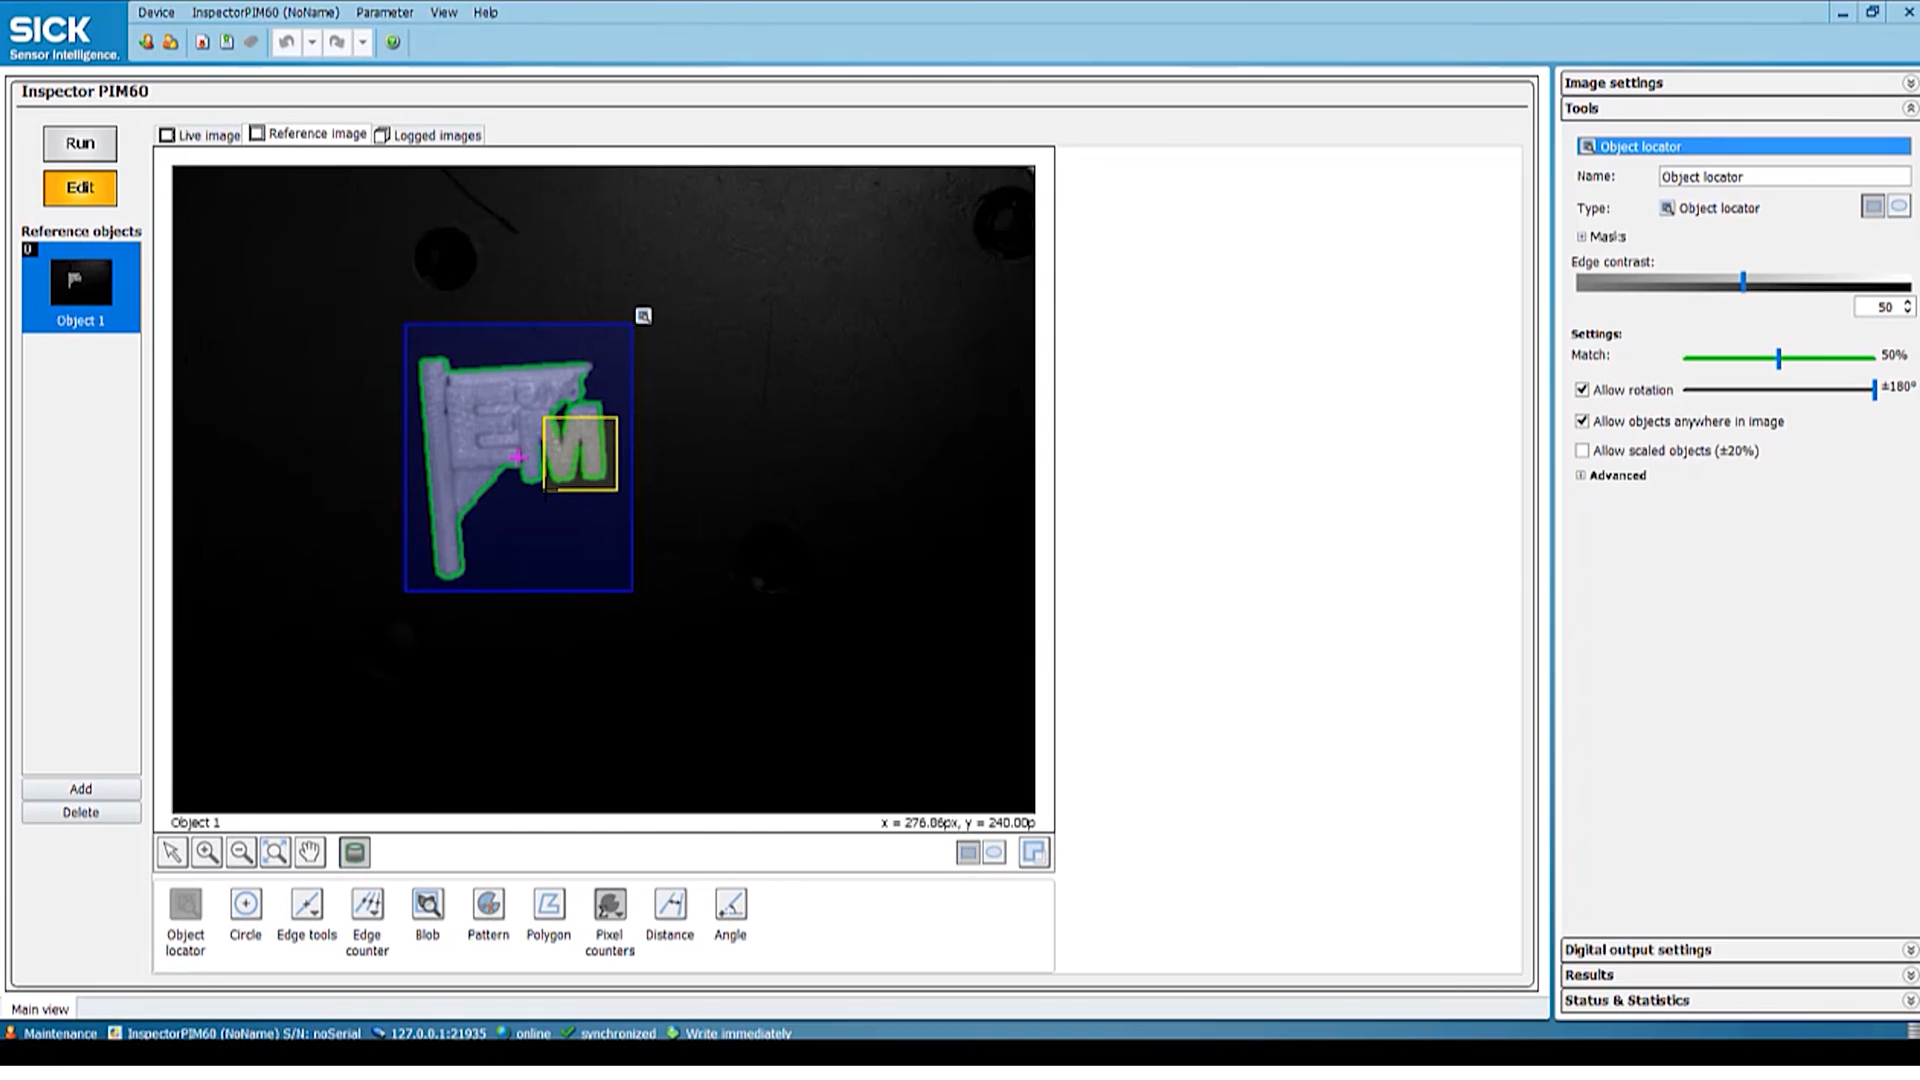 SICK
Sensor Intelligence.
Device InspectorPIM60 (NoName) Parameter View Help
Inspector PIM60
Run
Edit
Live image Reference image Logged images
Reference objects
0
Object 1
Add
Delete
EM
Object 1 x = 276.86px, y = 240.00p
Object locator
Circle
Edge tools
Edge counter
Blob
Pattern
Polygon
Pixel counters
Distance
Angle
Image settings
Tools
Object locator
Name: Object locator
Type: Object locator
Masks
Edge contrast:
50
Settings:
Match: 50%
Allow rotation ±180°
Allow objects anywhere in image
Allow scaled objects (±20%)
Advanced
Digital output settings
Results
Status & Statistics
Main view
Maintenance InspectorPIM60 (NoName) S/N: noSerial 127.0.0.1:21935 online synchronized Write immediately